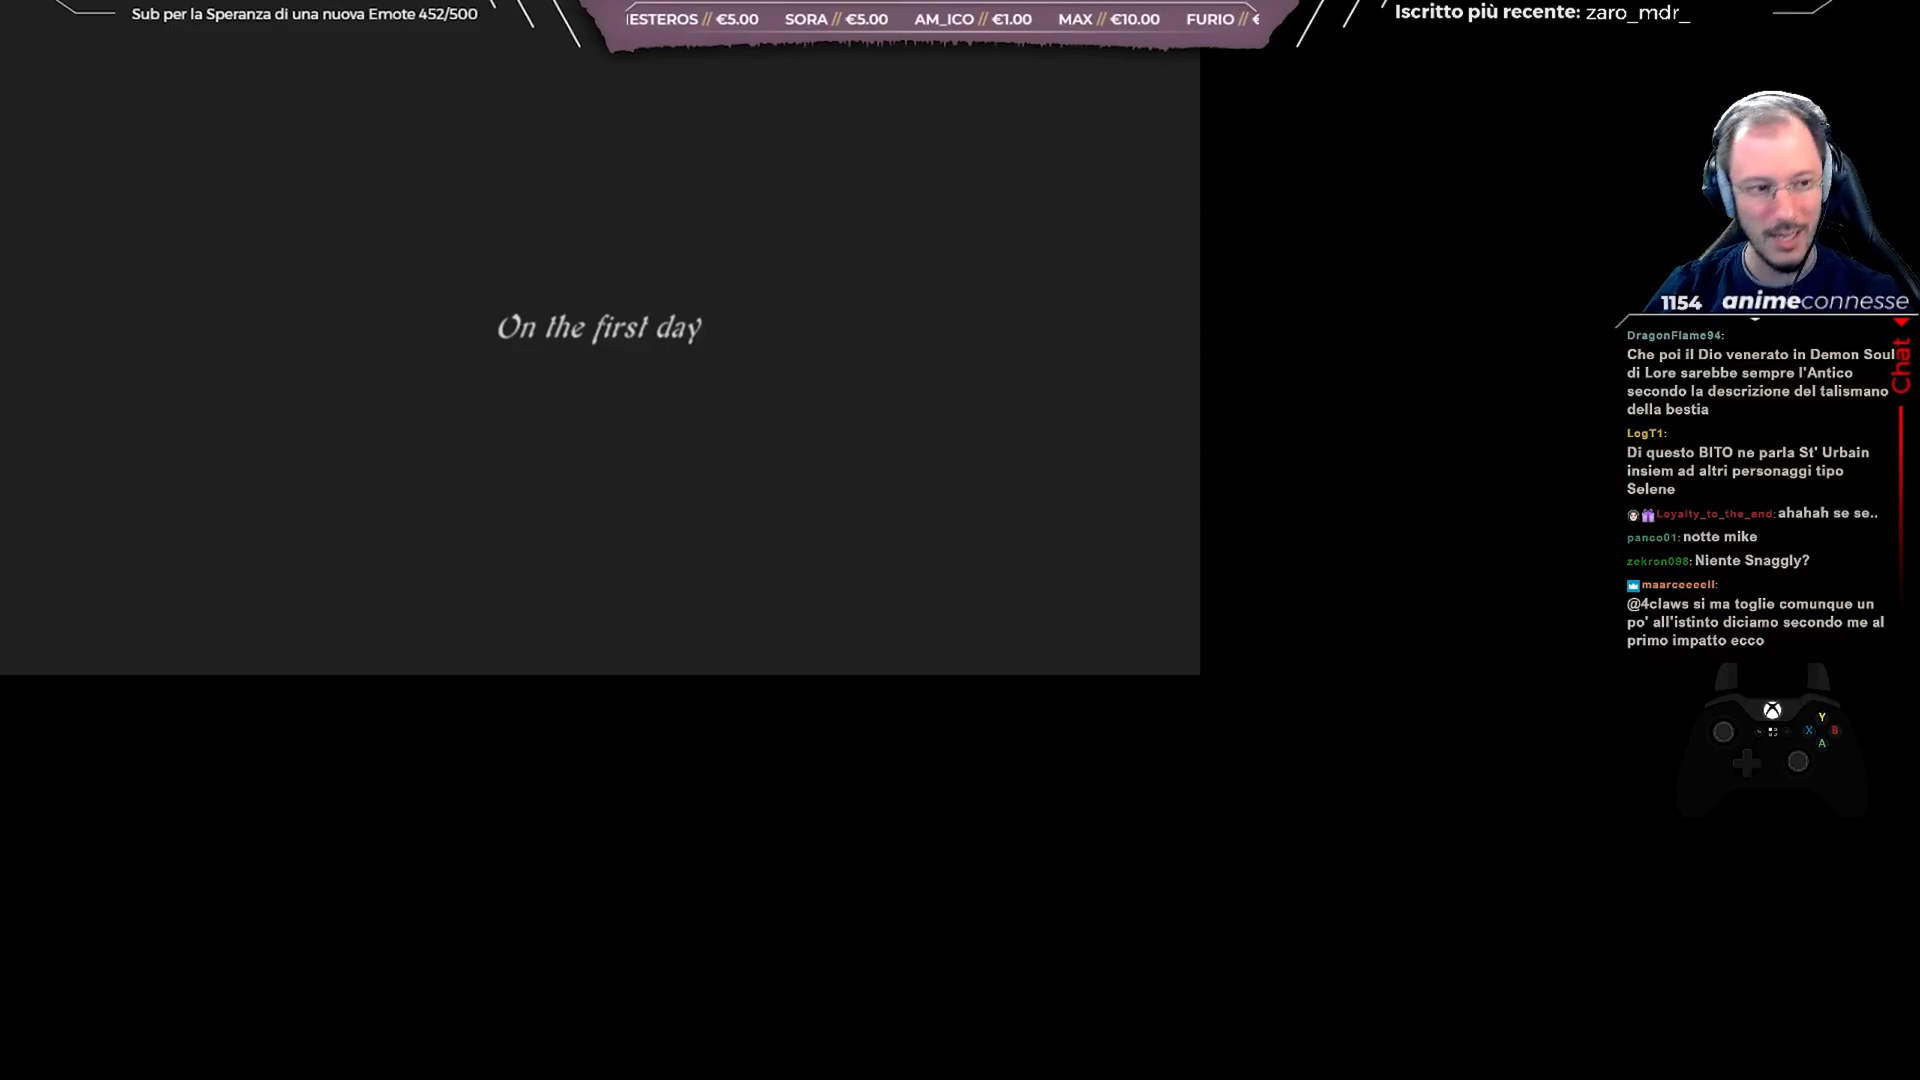 Sub per la Speranza di una nuova Emote 452/500
ESTEROS // €5.00 SORA // €5.00 AM_ICO // €1.00 MAX // €10.00 FURIO // €
Iscritto più recente: zaro_mdr_
On the first day
1154 animeconnesse
Chat
DragonFlame94:
Che poi il Dio venerato in Demon Soul
di Lore sarebbe sempre l'Antico
secondo la descrizione del talismano
della bestia
LogT1:
Di questo BITO ne parla St' Urbain
insiem ad altri personaggi tipo
Selene
Loyalty_to_the_end: ahahah se se..
panco01: notte mike
zekron098: Niente Snaggly?
maarceeeell:
@4claws si ma toglie comunque un
po' all'istinto diciamo secondo me al
primo impatto ecco
Y
X B
A